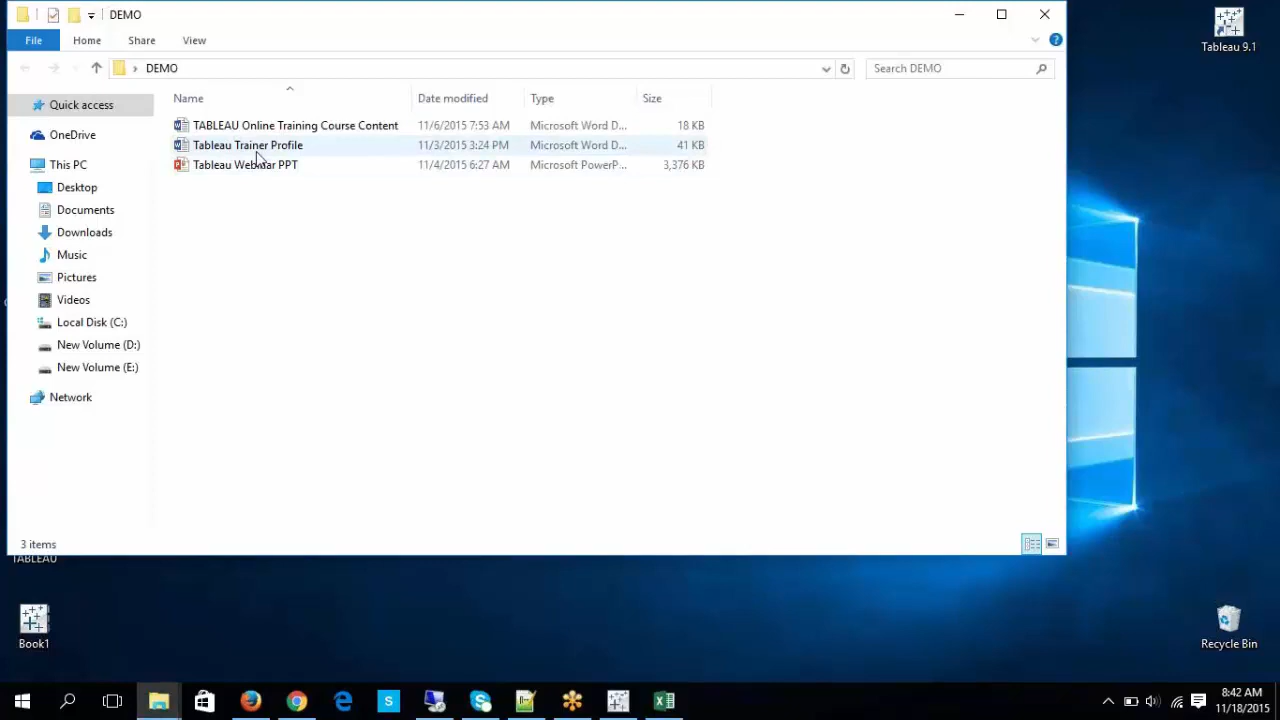 DEMO
Tableau 9.1
File Home Share View
DEMO
Search DEMO
Name Date modified Type Size
Quick access
TABLEAU Online Training Course Content 11/6/2015 7:53 AM Microsoft Word D... 18 KB
OneDrive
Tableau Trainer Profile 11/3/2015 3:24 PM Microsoft Word D... 41 KB
This PC
Tableau Webinar PPT 11/4/2015 6:27 AM Microsoft PowerP... 3,376 KB
Desktop
Documents
Downloads
Music
Pictures
Videos
Local Disk (C:)
New Volume (D:)
New Volume (E:)
Network
3 items
TABLEAU
Book1
Recycle Bin
8:42 AM
11/18/2015